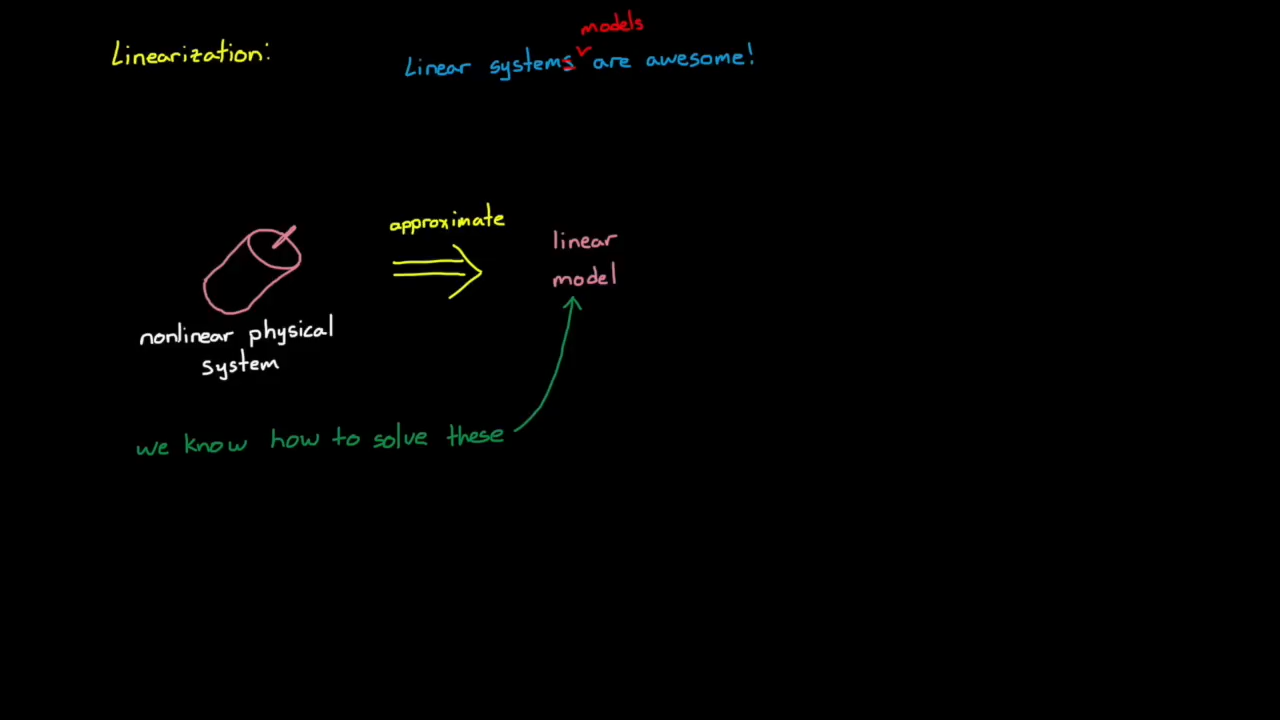 models
Linearization:
Linear systems are awesome!
approximate
linear
model
nonlinear physical
system
we know how to solve these